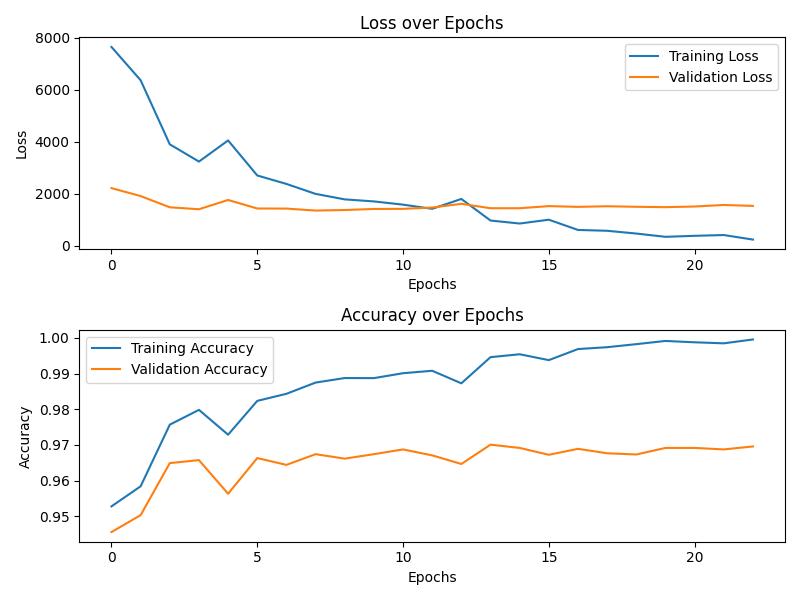 Loss over Epochs
8000
6000
4000
2000
0
Loss
Training Loss
Validation Loss
0 5 10 15 20
Epochs
Accuracy over Epochs
1.00
0.99
0.98
0.97
0.96
0.95
Accuracy
Training Accuracy
Validation Accuracy
0 5 10 15 20
Epochs